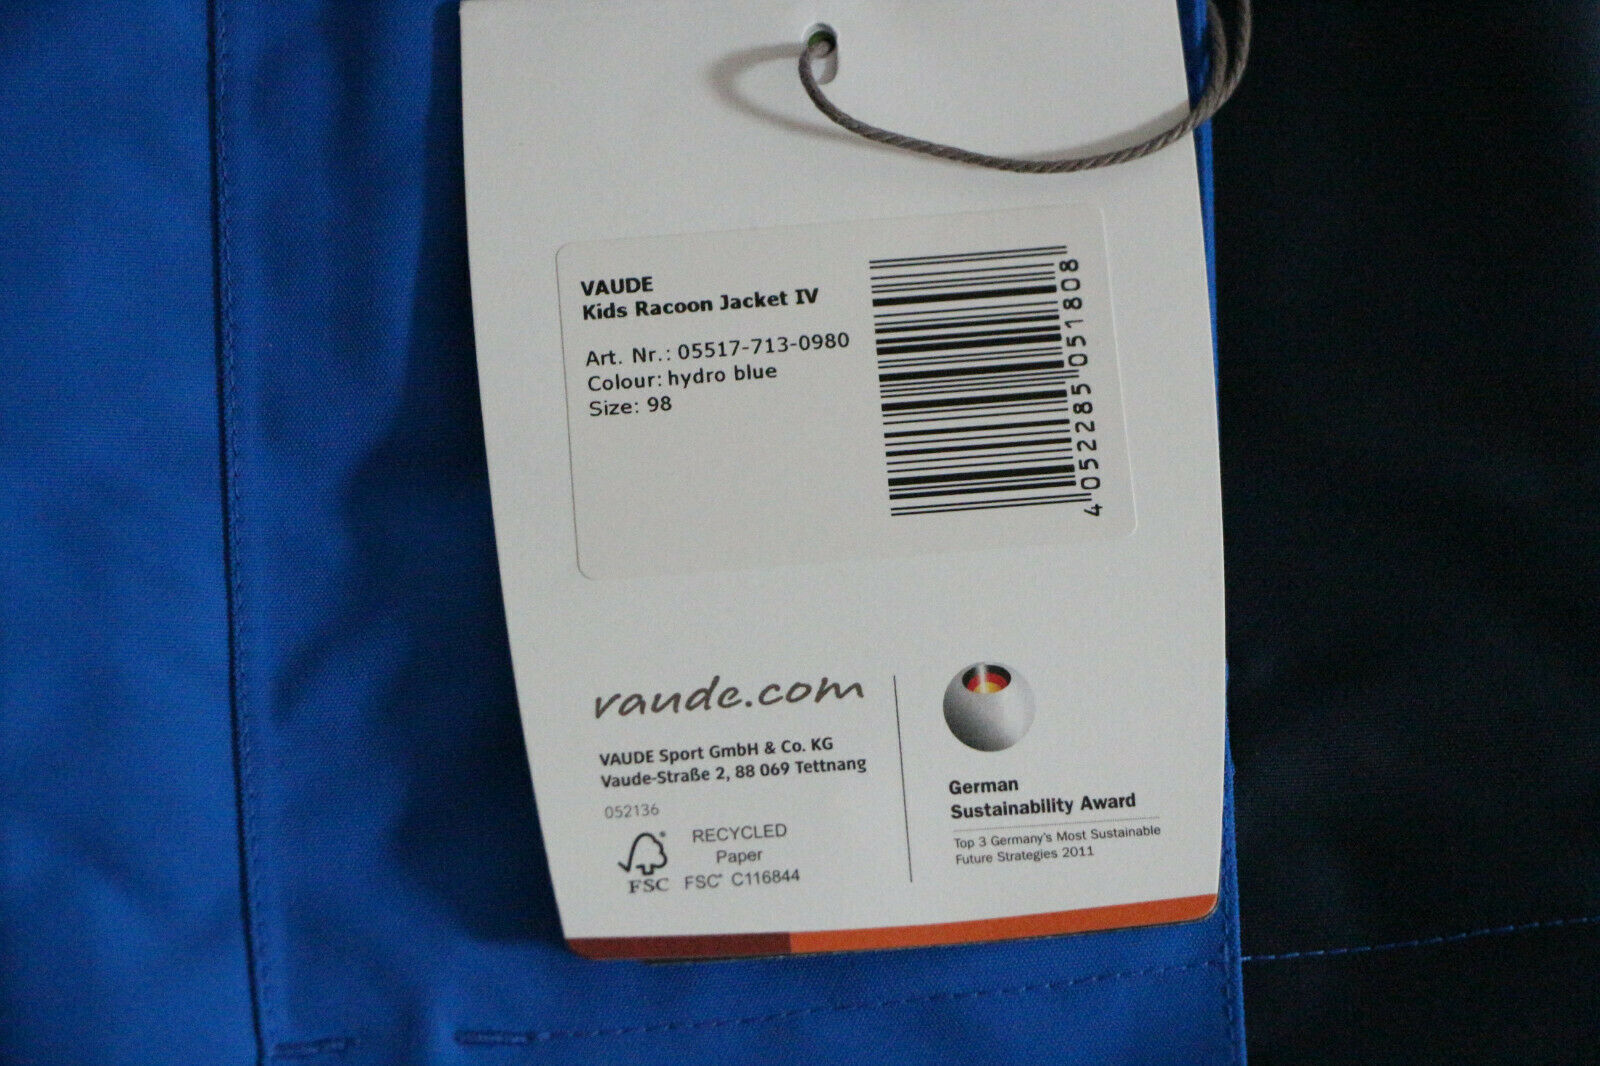 VAUDE
Kids Racoon Jacket IV
Art. Nr.: 05517-713-0980
Colour: hydro blue
Size: 98
4 052285 051808
vaude.com
VAUDE Sport GmbH & Co. KG
Vaude-Straße 2, 88 069 Tettnang
052136
RECYCLED
Paper
FSC® C116844
FSC
German
Sustainability Award
Top 3 Germany's Most Sustainable
Future Strategies 2011